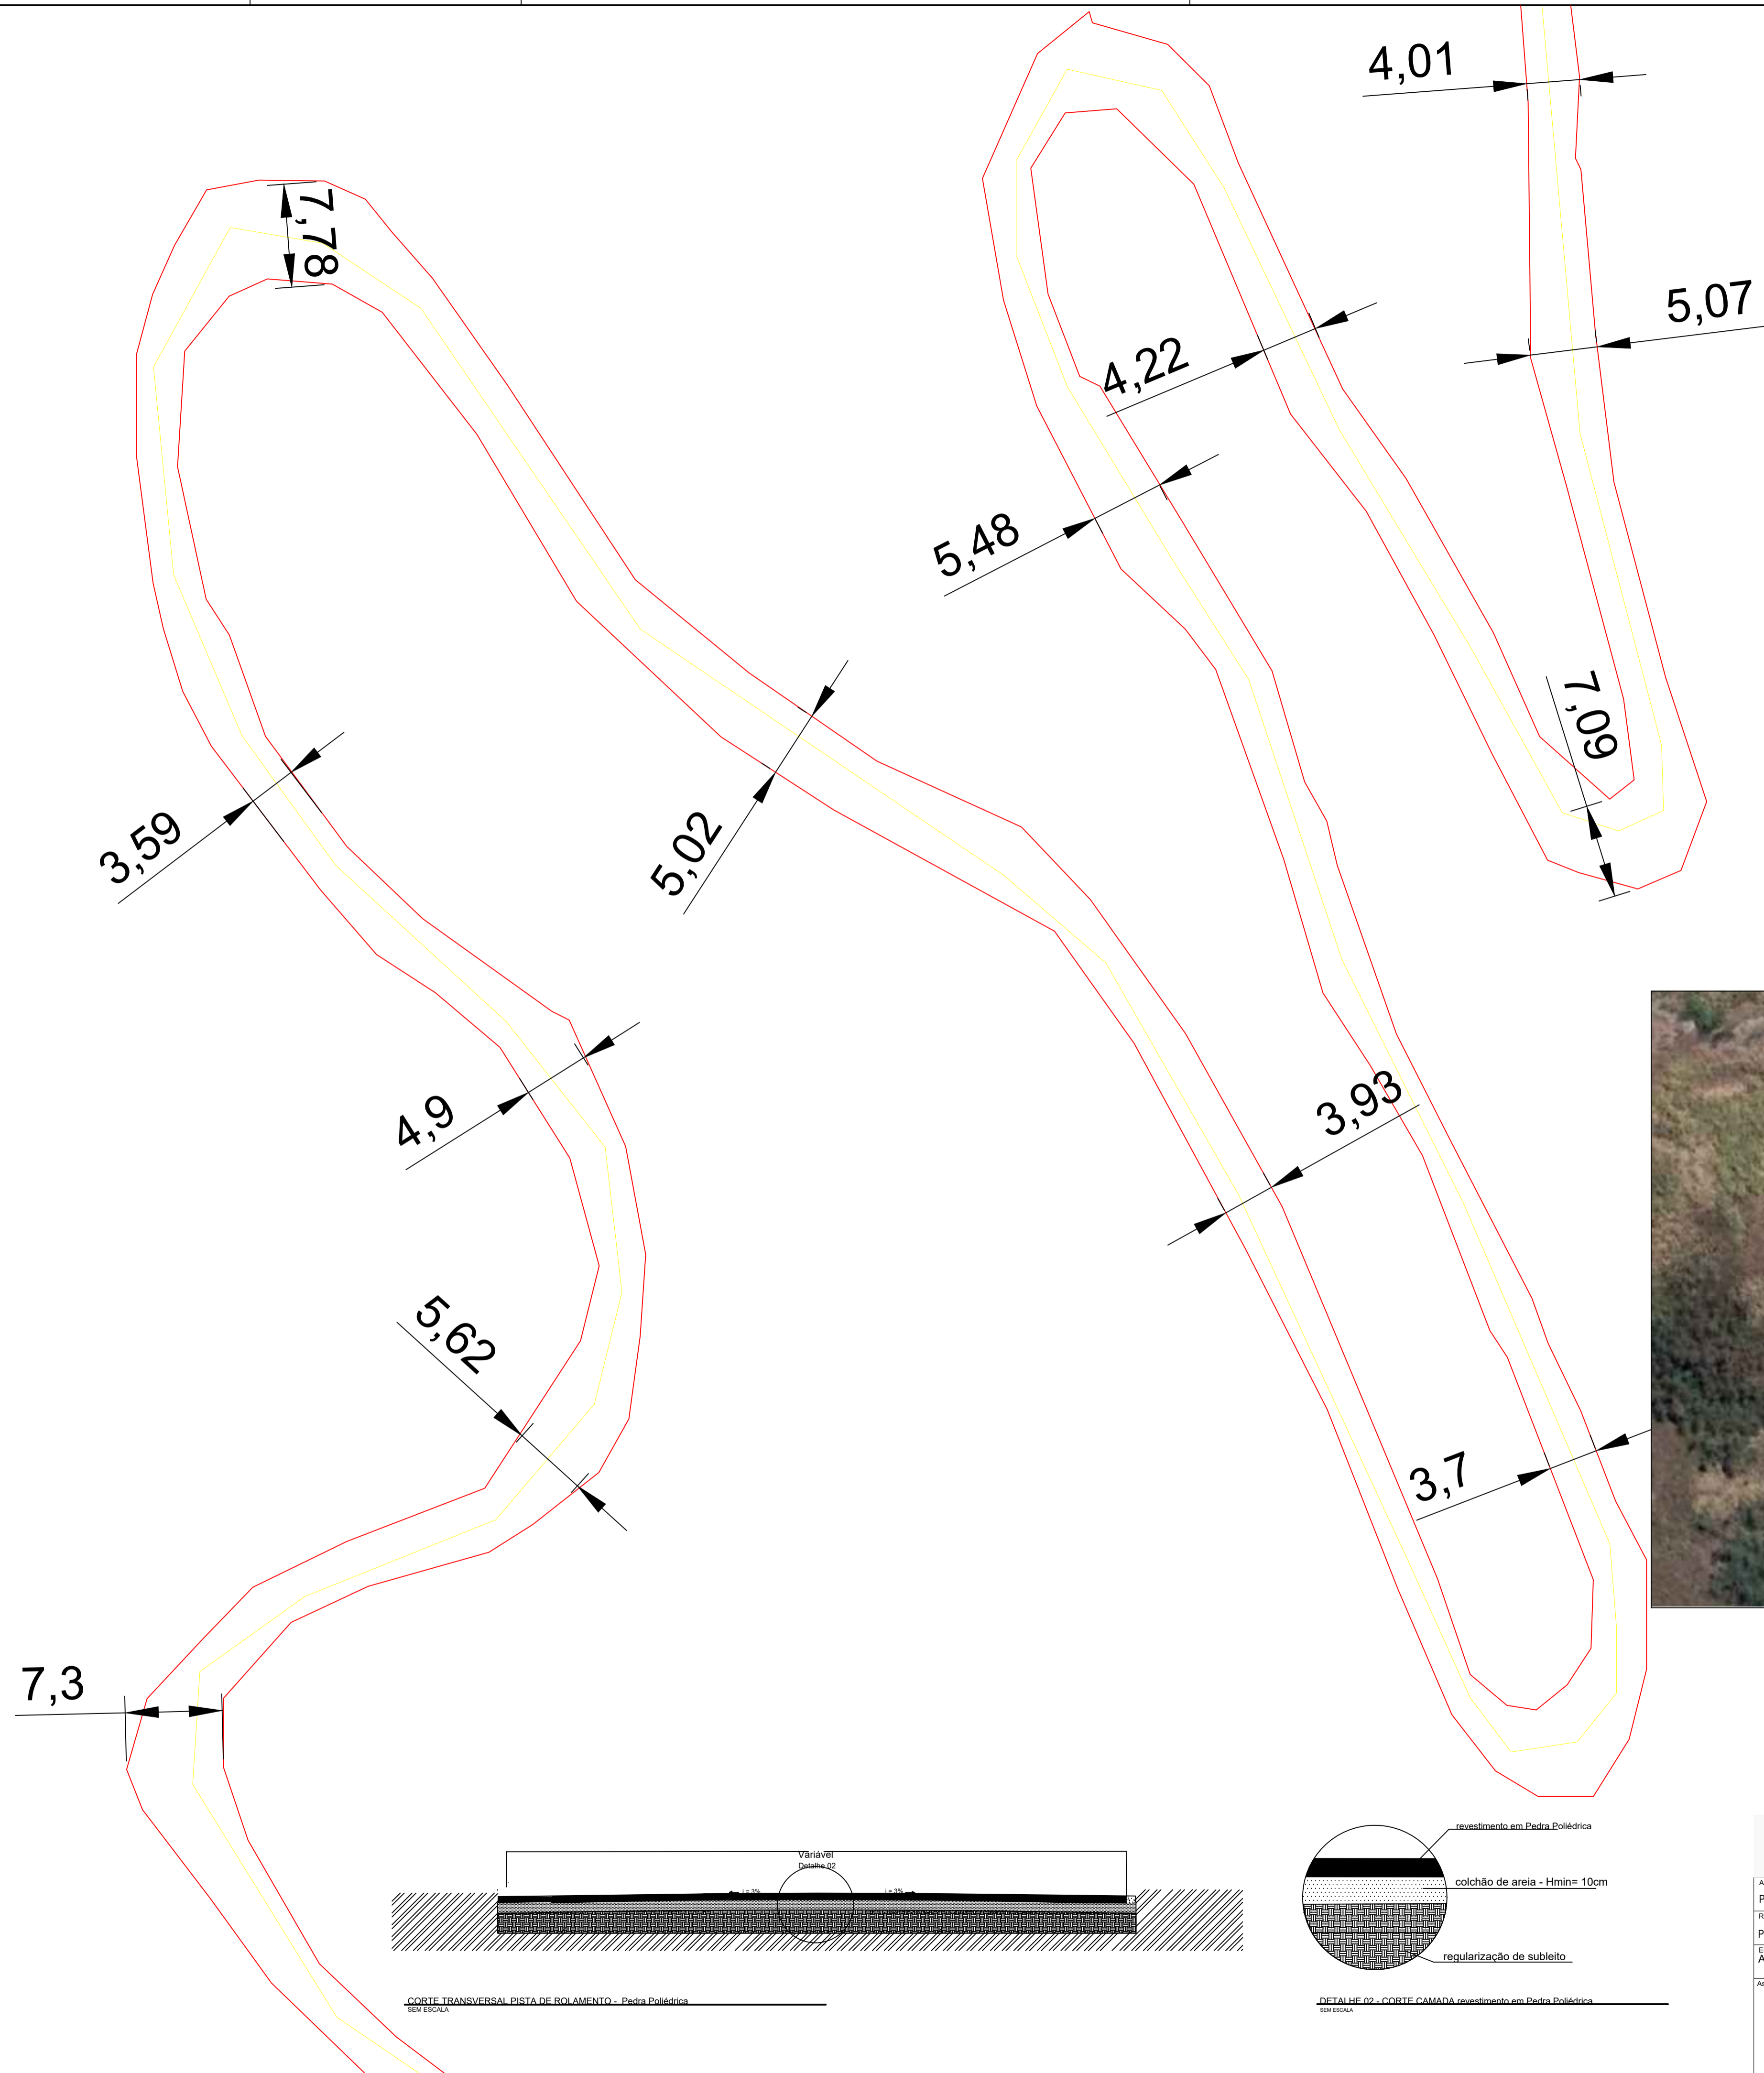 4,01
7,78
5,07
4,22
5,48
7,09
3,59
5,02
4,9
3,93
5,62
3,7
7,3
revestimento em Pedra Poliédrica
Variável
Detalhe 02
i = 3%
i = 3%
colchão de areia - Hmin= 10cm
regularização de subleito
CORTE TRANSVERSAL PISTA DE ROLAMENTO - Pedra Poliédrica
SEM ESCALA
DETALHE 02 - CORTE CAMADA revestimento em Pedra Poliédrica
SEM ESCALA